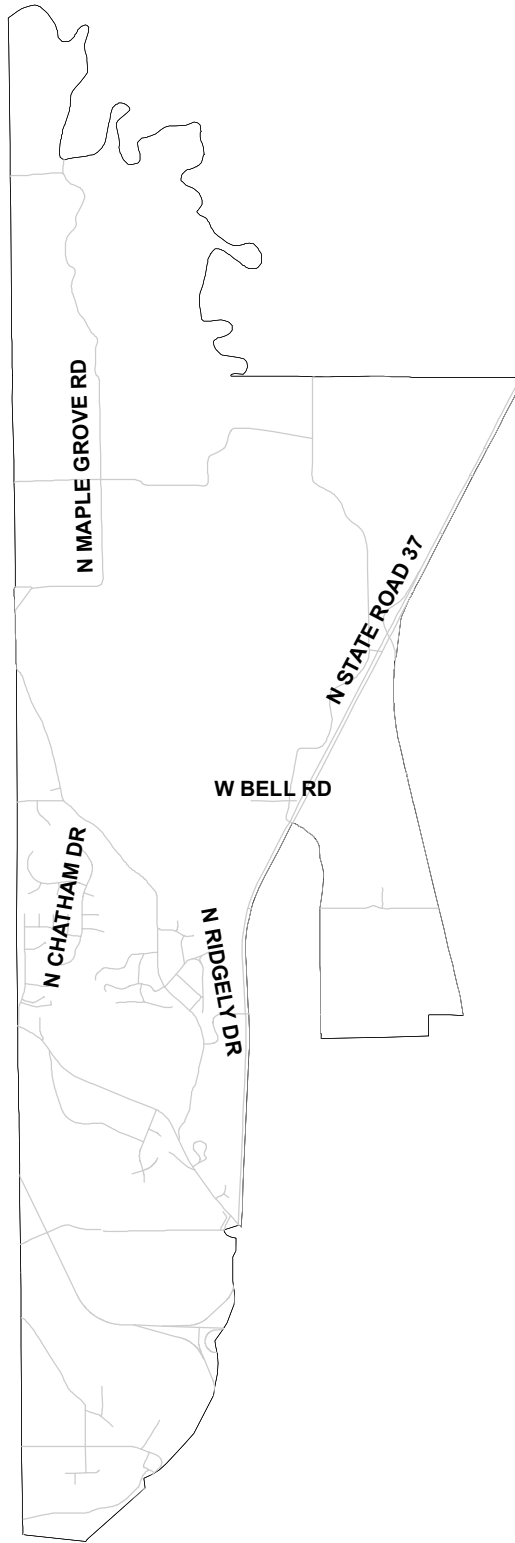 N MAPLE GROVE RD
N STATE ROAD 37
W BELL RD
N CHATHAM DR
N RIDGELY DR